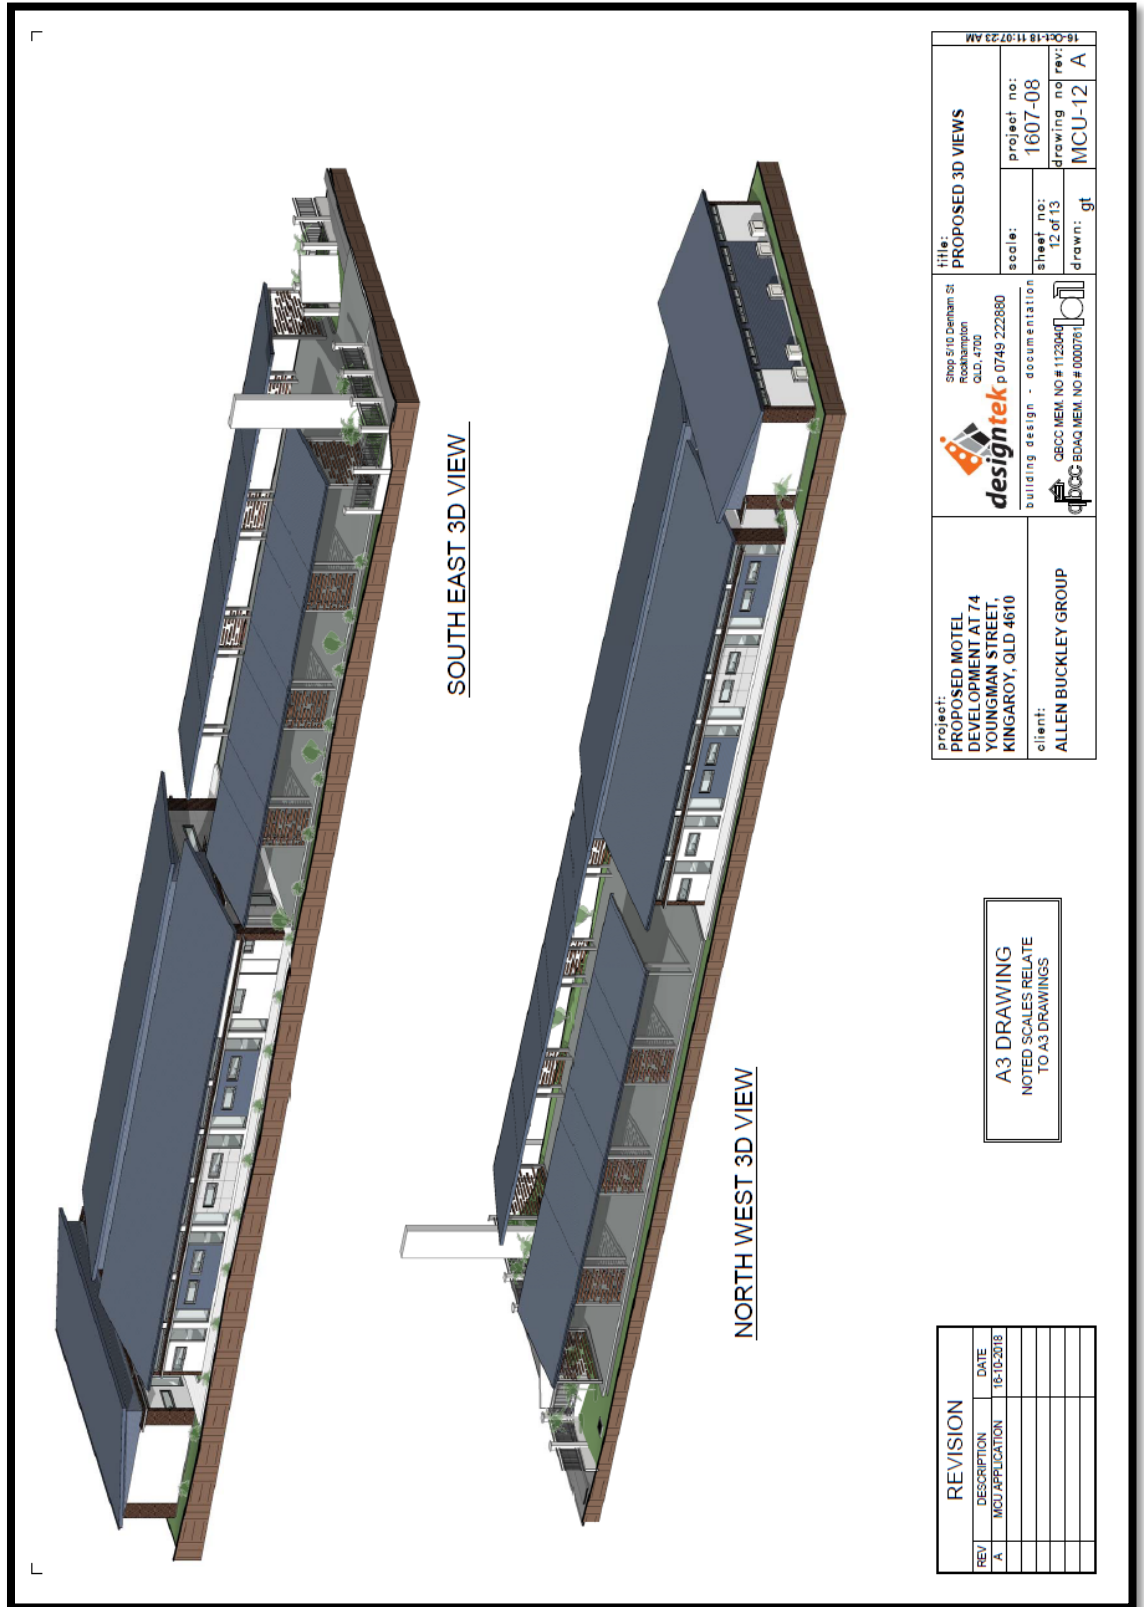 SOUTH EAST 3D VIEW
NORTH WEST 3D VIEW
REVISION
REV DESCRIPTION DATE
A MCU APPLICATION 16-10-2018
A3 DRAWING
NOTED SCALES RELATE
TO A3 DRAWINGS
project:
PROPOSED MOTEL
DEVELOPMENT AT 74
YOUNGMAN STREET,
KINGAROY, QLD 4610
client:
ALLEN BUCKLEY GROUP
Shop 5/10 Denham St
Rockhampton
QLD, 4700
designtek p 0749 222880
building design - documentation
QBCC MEM. NO # 1123040
qbcc BDAQ MEM. NO # 0000761
title:
PROPOSED 3D VIEWS
scale:
project no:
1607-08
sheet no:
12 of 13
drawing no
MCU-12
rev:
A
drawn: gt
16-Oct-18 11:07:23 AM